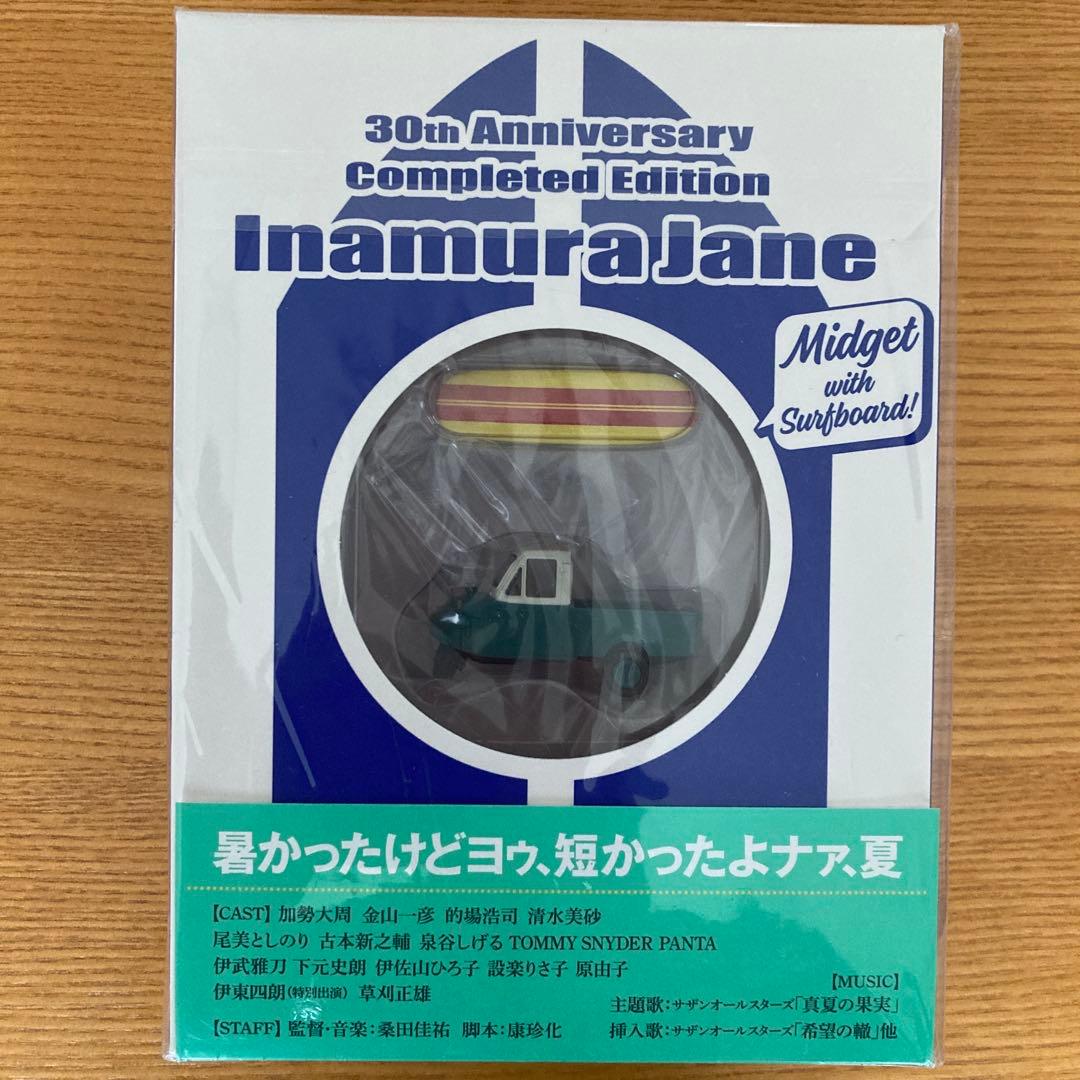 30th Anniversary
Completed Edition
Inamura Jane
Midget
with
Surfboard!
暑かったけどヨゥ、短かったよナァ、夏
【CAST】加勢大周 金山一彦 的場浩司 清水美砂
尾美としのり 古本新之輔 泉谷しげる TOMMY SNYDER PANTA
伊武雅刀 下元史朗 伊佐山ひろ子 設楽りさ子 原由子
伊東四朗(特別出演) 草刈正雄
【STAFF】監督・音楽：桑田佳祐 脚本：康珍化
【MUSIC】
主題歌：サザンオールスターズ「真夏の果実」
挿入歌：サザンオールスターズ「希望の轍」他